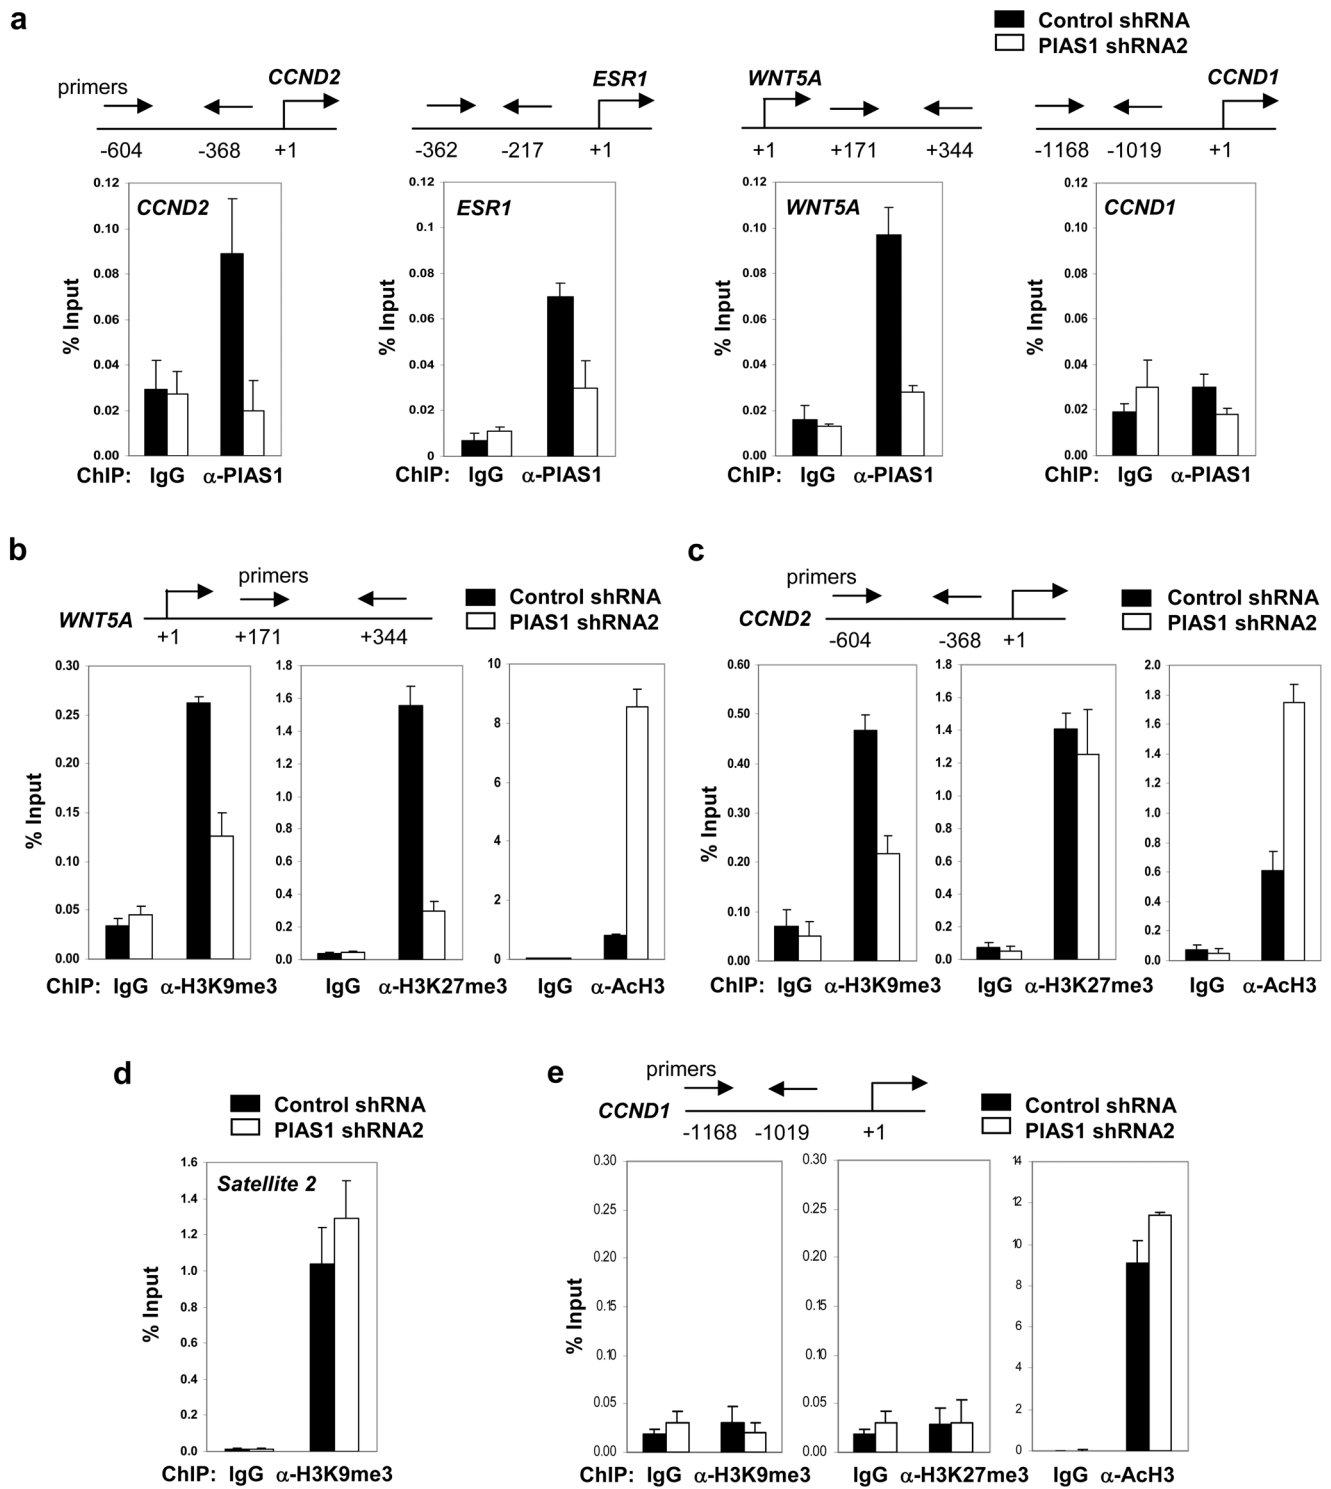 a
Control shRNA
PIAS1 shRNA2
primers
CCND2
-604 -368 +1
ESR1
-362 -217 +1
WNT5A
+1 +171 +344
CCND1
-1168 -1019 +1
% Input
0.12
0.10
0.08
0.06
0.04
0.02
0.00
CCND2
ChIP: IgG α-PIAS1
% Input
0.12
0.1
0.08
0.06
0.04
0.02
0
ESR1
ChIP: IgG α-PIAS1
% Input
0.12
0.10
0.08
0.06
0.04
0.02
0.00
WNT5A
ChIP: IgG α-PIAS1
% Input
0.12
0.10
0.08
0.06
0.04
0.02
0.00
CCND1
ChIP: IgG α-PIAS1
b
primers
WNT5A
+1 +171 +344
Control shRNA
PIAS1 shRNA2
% Input
0.30
0.25
0.20
0.15
0.10
0.05
0.00
ChIP: IgG α-H3K9me3
1.8
1.6
1.4
1.2
1.0
0.8
0.6
0.4
0.2
0.0
IgG α-H3K27me3
10
8
6
4
2
0
IgG α-AcH3
c
primers
CCND2
-604 -368 +1
Control shRNA
PIAS1 shRNA2
% Input
0.60
0.50
0.40
0.30
0.20
0.10
0.00
ChIP: IgG α-H3K9me3
1.8
1.6
1.4
1.2
1.0
0.8
0.6
0.4
0.2
0.0
IgG α-H3K27me3
2.0
1.8
1.6
1.4
1.2
1.0
0.8
0.6
0.4
0.2
0.0
IgG α-AcH3
d
Control shRNA
PIAS1 shRNA2
% Input
1.6
1.4
1.2
1.0
0.8
0.6
0.4
0.2
0.0
Satellite 2
ChIP: IgG α-H3K9me3
e
primers
CCND1
-1168 -1019 +1
Control shRNA
PIAS1 shRNA2
% Input
0.30
0.25
0.20
0.15
0.10
0.05
0.00
ChIP: IgG α-H3K9me3
0.30
0.25
0.20
0.15
0.10
0.05
0.00
IgG α-H3K27me3
14
12
10
8
6
4
2
0
IgG α-AcH3